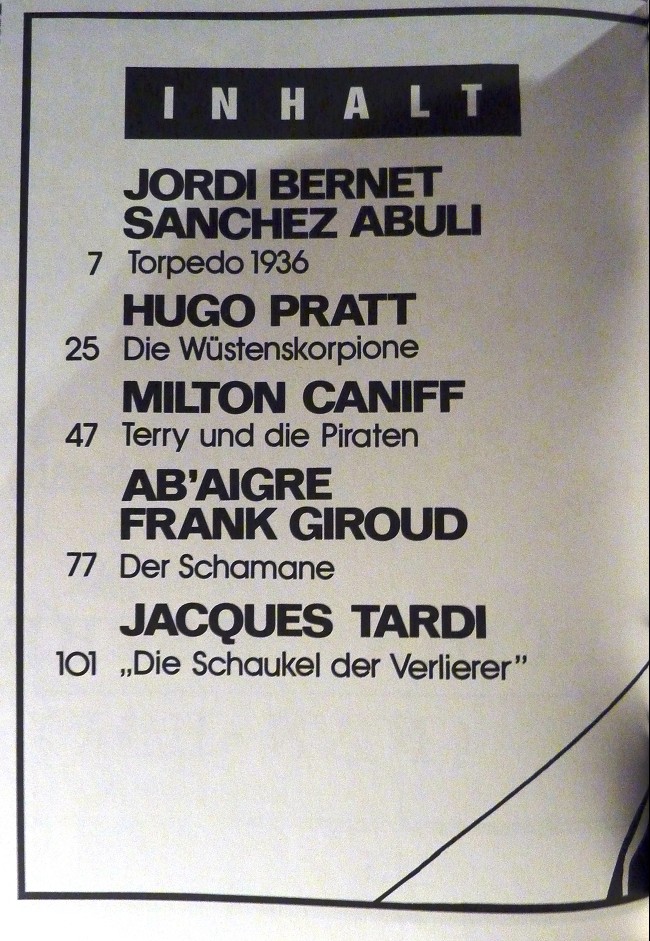 INHALT
JORDI BERNET
SANCHEZ ABULI
7 Torpedo 1936
HUGO PRATT
25 Die Wüstenskorpione
MILTON CANIFF
47 Terry und die Piraten
AB'AIGRE
FRANK GIROUD
77 Der Schamane
JACQUES TARDI
101 „Die Schaukel der Verlierer”